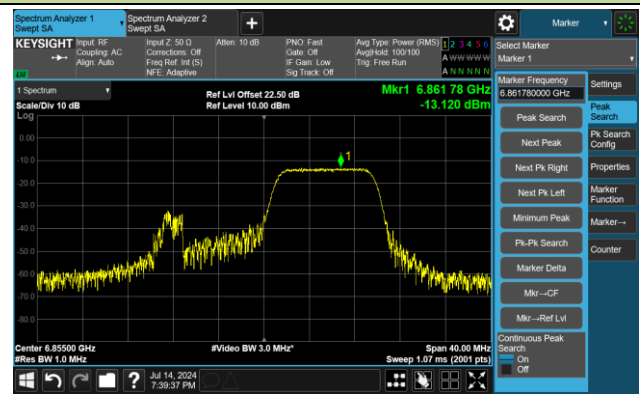 Spectrum Analyzer 1
Swept SA
Spectrum Analyzer 2
Swept SA
+
Marker
KEYSIGHT
Input: RF
Coupling: AC
Align: Auto
Input Z: 50 Ω
Corrections: Off
Freq Ref: Int (S)
NFE: Adaptive
Atten: 10 dB
PNO: Fast
Gate: Off
IF Gain: Low
Sig Track: Off
Avg Type: Power (RMS)
Avg|Hold: 100/100
Trig: Free Run
1 2 3 4 5 6
A W W W W W
A N N N N N
LXI
Select Marker
Marker 1
1 Spectrum
Scale/Div 10 dB
Log
Ref Lvl Offset 22.50 dB
Ref Level 10.00 dBm
Mkr1 6.861 78 GHz
-13.120 dBm
0.00
-10.0
-20.0
-30.0
-40.0
-50.0
-60.0
-70.0
-80.0
1
Center 6.85500 GHz
#Res BW 1.0 MHz
#Video BW 3.0 MHz*
Span 40.00 MHz
Sweep 1.07 ms (2001 pts)
Marker Frequency
6.861780000 GHz
Peak Search
Next Peak
Next Pk Right
Next Pk Left
Minimum Peak
Pk-Pk Search
Marker Delta
Mkr→CF
Mkr→Ref Lvl
Continuous Peak
Search
On
Off
Settings
Peak
Search
Pk Search
Config
Properties
Marker
Function
Marker→
Counter
?
Jul 14, 2024
7:39:37 PM